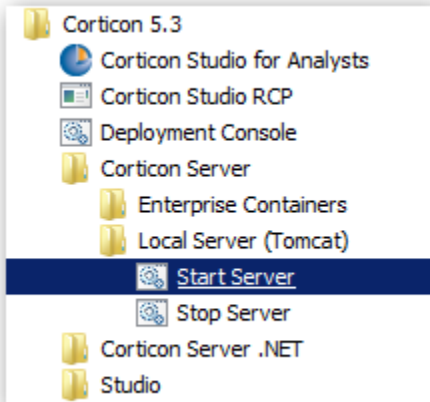 Corticon 5.3
Corticon Studio for Analysts
Corticon Studio RCP
Deployment Console
Corticon Server
Enterprise Containers
Local Server (Tomcat)
Start Server
Stop Server
Corticon Server .NET
Studio